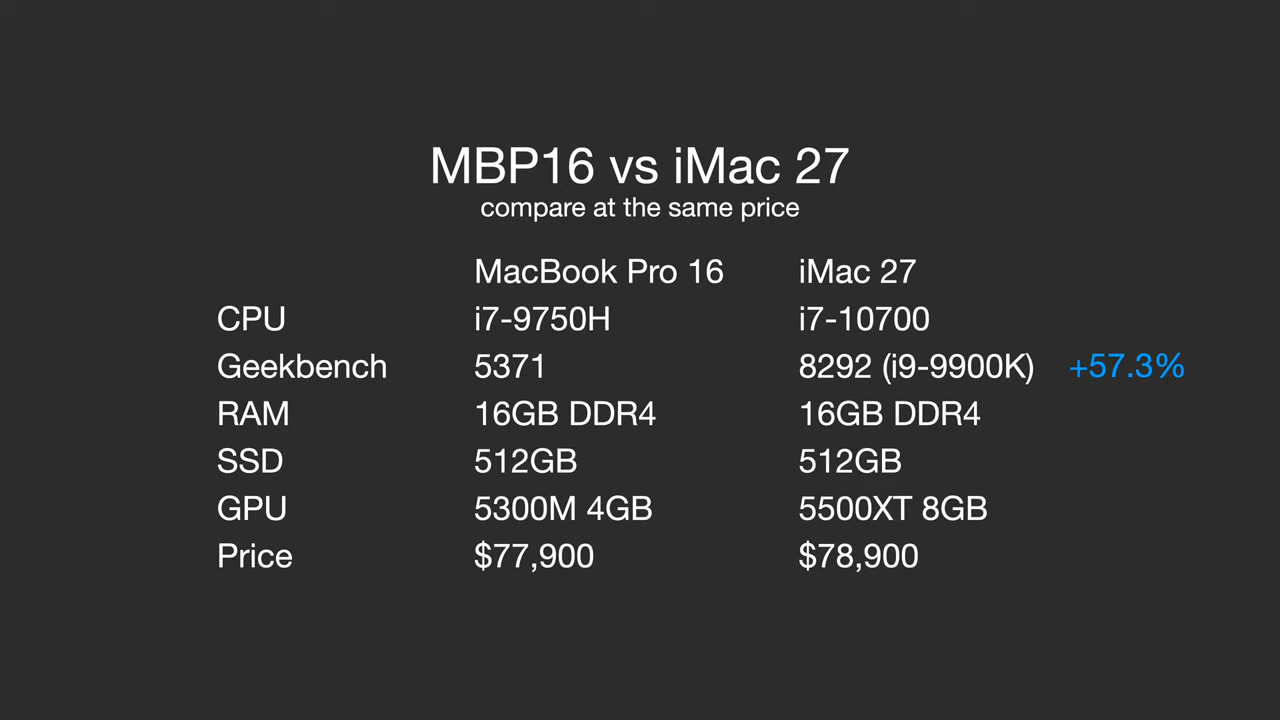 MBP16 vs iMac 27
compare at the same price
MacBook Pro 16 iMac 27
CPU i7-9750H i7-10700
Geekbench 5371 8292 (i9-9900K) +57.3%
RAM 16GB DDR4 16GB DDR4
SSD 512GB 512GB
GPU 5300M 4GB 5500XT 8GB
Price $77,900 $78,900